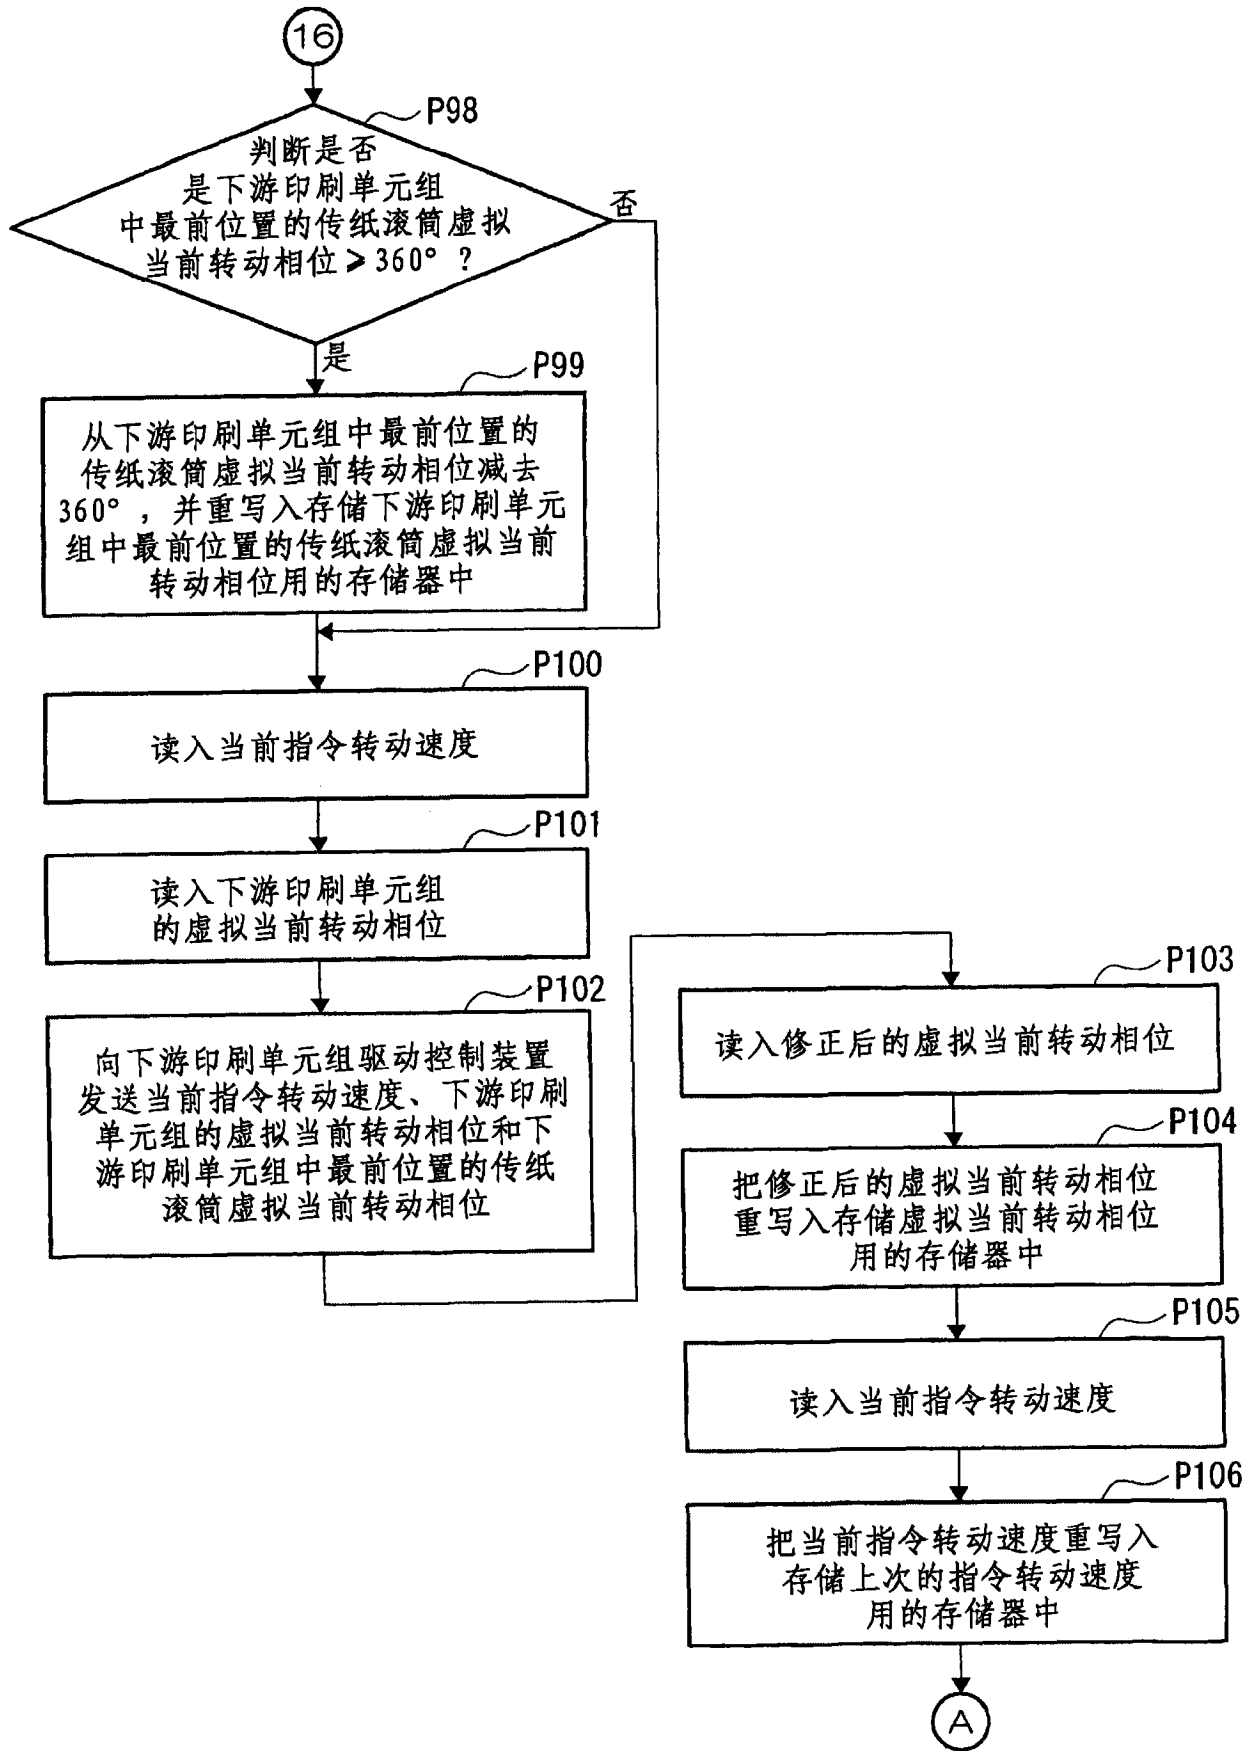 16
P98
判断是否
是下游印刷单元组
中最前位置的传纸滚筒虚拟
当前转动相位≥360°?
否
是
P99
从下游印刷单元组中最前位置的
传纸滚筒虚拟当前转动相位减去
360°,并重写入存储下游印刷单元
组中最前位置的传纸滚筒虚拟当前
转动相位用的存储器中
P100
读入当前指令转动速度
P101
读入下游印刷单元组
的虚拟当前转动相位
P102
向下游印刷单元组驱动控制装置
发送当前指令转动速度、下游印刷
单元组的虚拟当前转动相位和下
游印刷单元组中最前位置的传纸
滚筒虚拟当前转动相位
P103
读入修正后的虚拟当前转动相位
P104
把修正后的虚拟当前转动相位
重写入存储虚拟当前转动相位
用的存储器中
P105
读入当前指令转动速度
P106
把当前指令转动速度重写入
存储上次的指令转动速度
用的存储器中
A